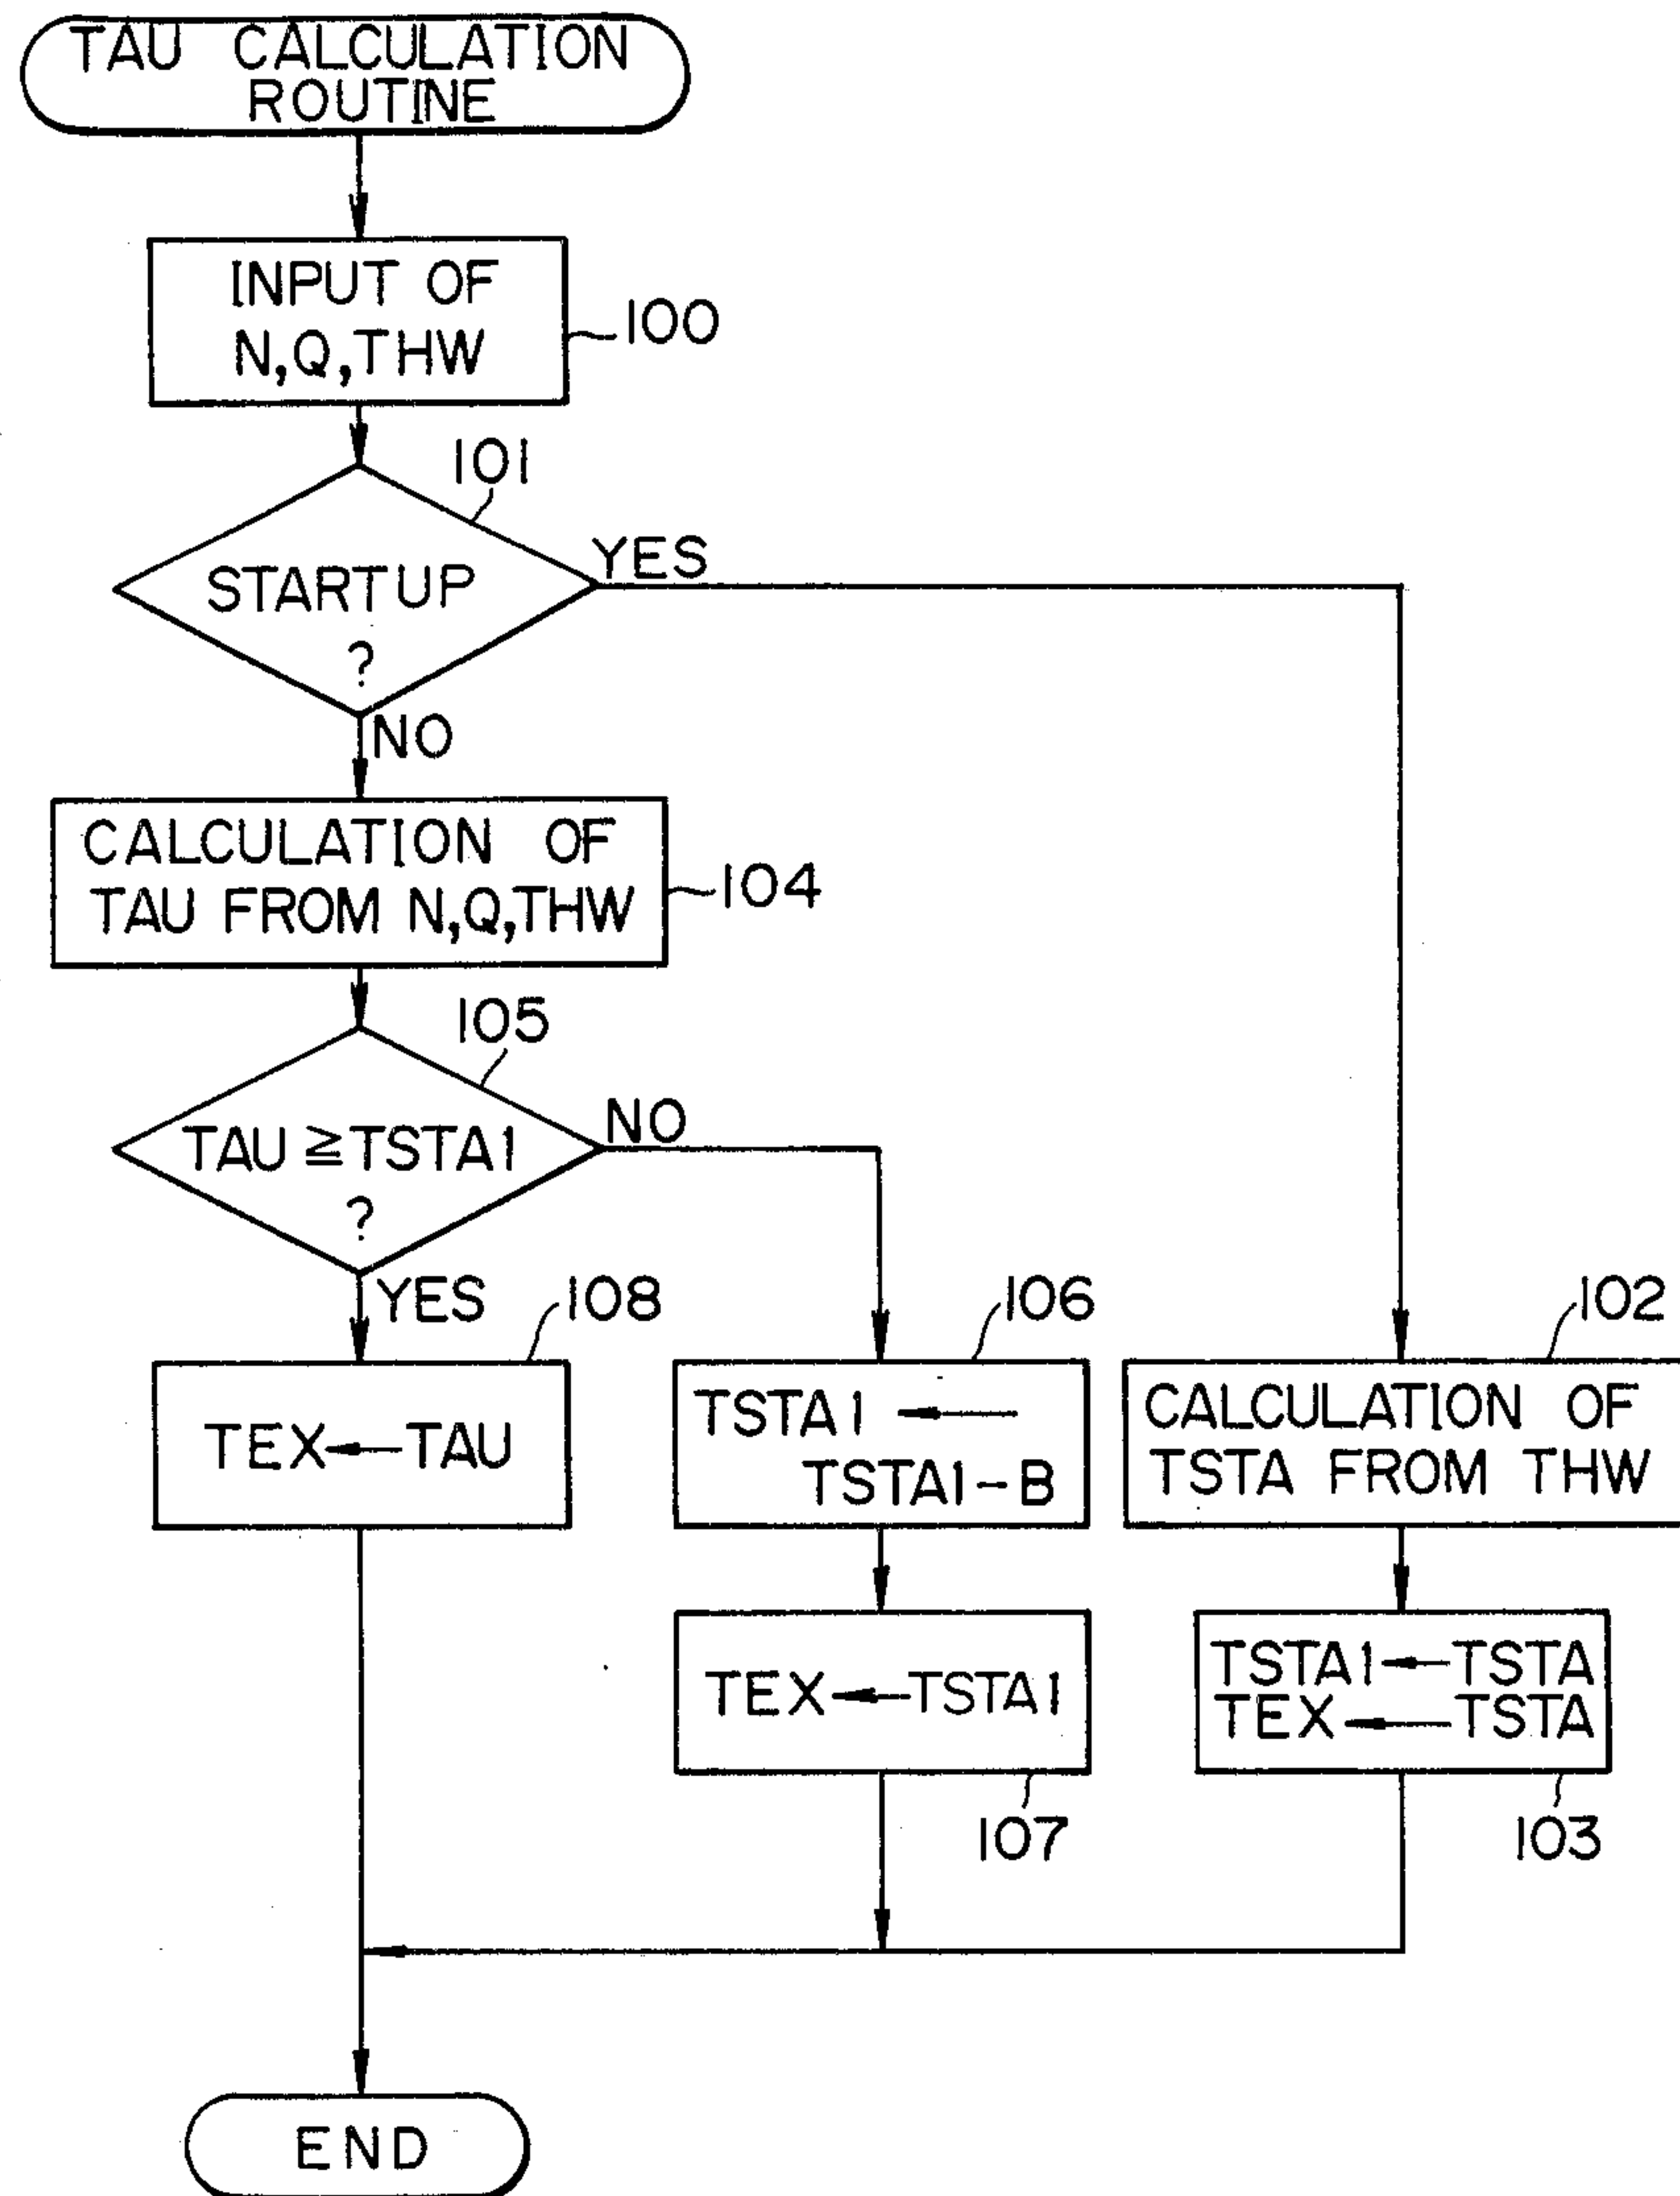 TAU CALCULATION
ROUTINE
INPUT OF
N,Q,THW
100
101
STARTUP
?
YES
NO
CALCULATION OF
TAU FROM N,Q,THW
104
105
TAU ≧ TSTA1
?
NO
YES
108
TEX ← TAU
106
TSTA1 ←
TSTA1 - B
102
CALCULATION OF
TSTA FROM THW
TEX ← TSTA1
107
TSTA1 ← TSTA
TEX ← TSTA
103
END